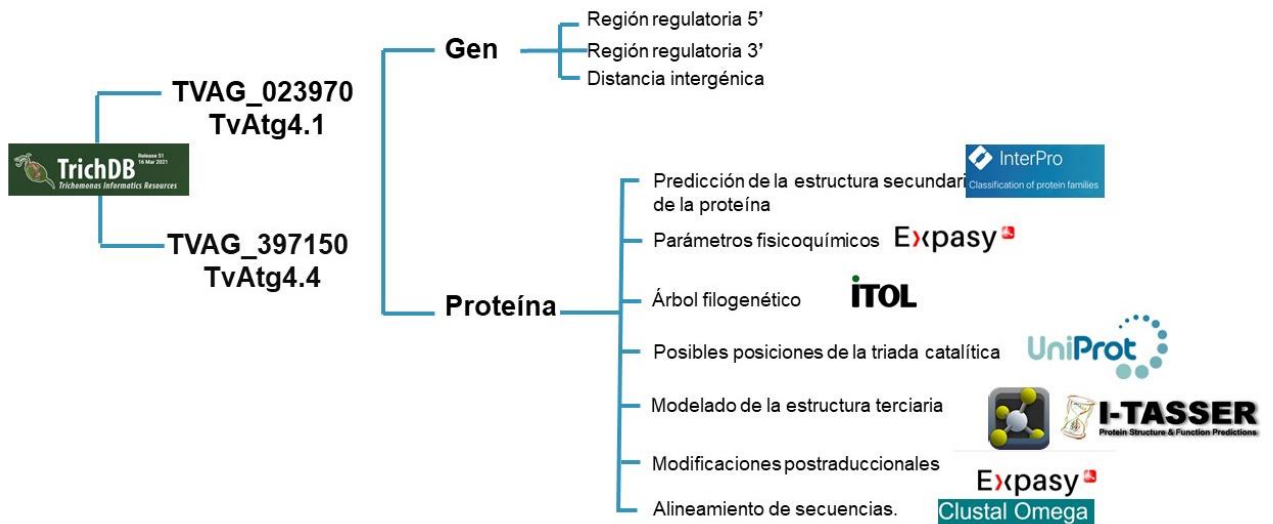 TrichDB
Release 51
16 Mar 2021
Trichomonas Informatics Resources
TVAG_023970
TvAtg4.1
TVAG_397150
TvAtg4.4
Gen
Región regulatoria 5’
Región regulatoria 3’
Distancia intergénica
Proteína
Predicción de la estructura secundari
de la proteína
InterPro
Classification of protein families
Parámetros fisicoquímicos
Expasy
Árbol filogenético
iTOL
Posibles posiciones de la triada catalítica
UniProt
Modelado de la estructura terciaria
I-TASSER
Protein Structure & Function Predictions
Modificaciones postraduccionales
Expasy
Alineamiento de secuencias.
Clustal Omega